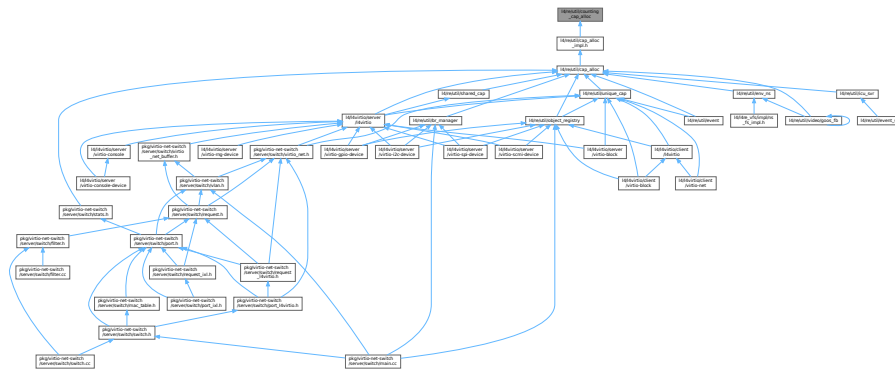 l4/re/util/counting
_cap_alloc
l4/re/util/cap_alloc
_impl.h
l4/re/util/cap_alloc
l4/re/util/shared_cap
l4/re/util/unique_cap
l4/re/env_ns
l4/re/util/icu_svr
l4/l4virtio/server
/l4virtio
l4/re/util/br_manager
l4/re/util/object_registry
l4/re/util/event
l4/l4re_vfs/impl/ns
_fs_impl.h
l4/re/util/video/goos_fb
l4/l4virtio/server
/virtio-console
pkg/virtio-net-switch
/server/switch/virtio
_net_buffer.h
l4/l4virtio/server
/virtio-rng-device
pkg/virtio-net-switch
/server/switch/virtio_net.h
l4/l4virtio/server
/virtio-gpio-device
l4/l4virtio/server
/virtio-i2c-device
l4/l4virtio/server
/virtio-spi-device
l4/l4virtio/server
/virtio-scmi-device
l4/l4virtio/server
/virtio-block
l4/l4virtio/client
/l4virtio
l4/l4virtio/server
/virtio-console-device
pkg/virtio-net-switch
/server/switch/vlan.h
l4/l4virtio/client
/virtio-block
l4/l4virtio/client
/virtio-net
pkg/virtio-net-switch
/server/switch/stats.h
pkg/virtio-net-switch
/server/switch/request.h
pkg/virtio-net-switch
/server/switch/filter.h
pkg/virtio-net-switch
/server/switch/port.h
pkg/virtio-net-switch
/server/switch/filter.cc
pkg/virtio-net-switch
/server/switch/request_ixl.h
pkg/virtio-net-switch
/server/switch/request
_l4virtio.h
pkg/virtio-net-switch
/server/switch/mac_table.h
pkg/virtio-net-switch
/server/switch/port_ixl.h
pkg/virtio-net-switch
/server/switch/port_l4virtio.h
pkg/virtio-net-switch
/server/switch/switch.h
pkg/virtio-net-switch
/server/switch/switch.cc
pkg/virtio-net-switch
/server/switch/main.cc